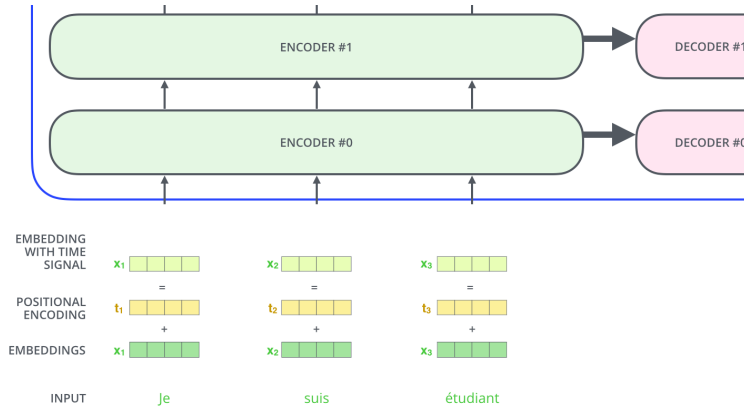 ENCODER #1
DECODER #1
ENCODER #0
DECODER #0
EMBEDDING
WITH TIME
SIGNAL
x1
x2
x3
=
=
=
POSITIONAL
ENCODING
t1
t2
t3
+
+
+
EMBEDDINGS
x1
x2
x3
INPUT
Je
suis
étudiant